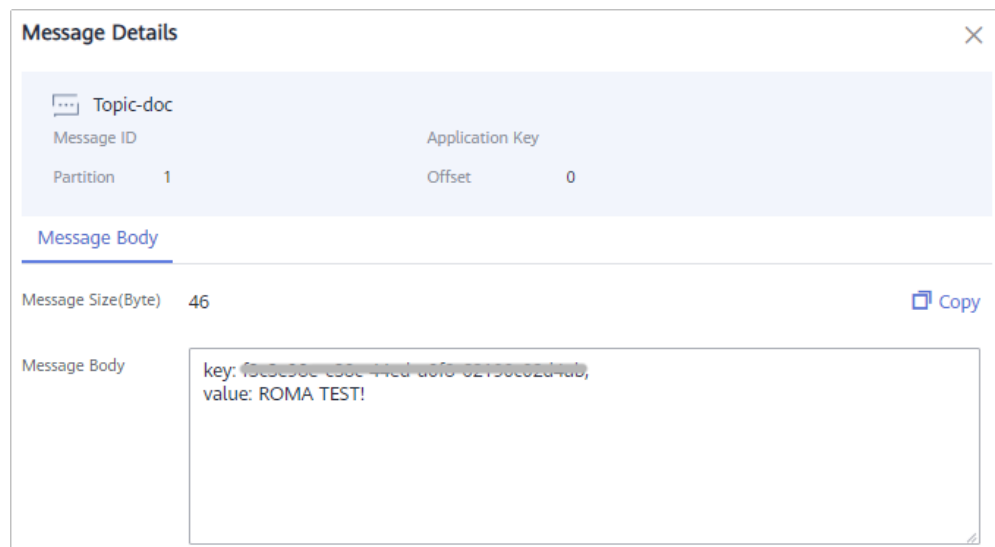 Message Details
Topic-doc
Message ID
Application Key
Partition 1
Offset 0
Message Body
Message Size(Byte) 46
Copy
Message Body
key:
value: ROMA TEST!